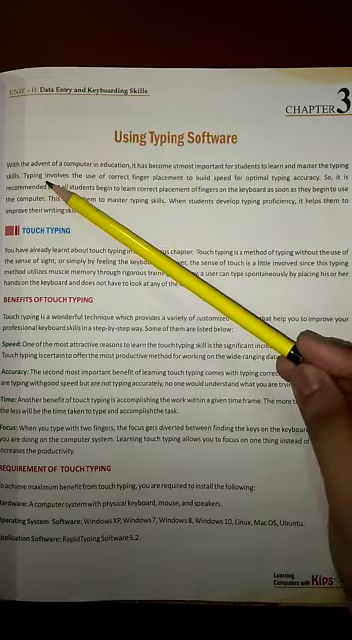 UNIT – II: Data Entry and Keyboarding Skills
CHAPTER 3
Using Typing Software
With the advent of a computer in education, it has become utmost important for students to learn and master the typing
skills. Typing involves the use of correct finger placement to build speed for optimal typing accuracy. So, it is
recommended all students begin to learn correct placement of fingers on the keyboard as soon as they begin to use
the computer. This them to master typing skills. When students develop typing proficiency, it helps them to
improve their writing
TOUCH TYPING
You have already learnt about touch typing in chapter. Touch typing is a method of typing without the use of
the sense of sight, or simply by feeling the the sense of touch is a little involved since this typing
method utilizes muscle memory through rigorous a user can type spontaneously by placing his or her
hands on the keyboard and does not have to look at any of the
BENEFITS OF TOUCH TYPING
Touch typing is a wonderful technique which provides a variety of that help you to improve your
professional keyboard skills in a step-by-step way. Some of them are listed below:
Speed: One of the most attractive reasons to learn the touch typing skill is the significant
Touch typing is certain to offer the most productive method for working on the wide-ranging
Accuracy: The second most important benefit of learning touch typing comes with typing
are typing with good speed but are not typing accurately, no one would understand what you are
Time: Another benefit of touch typing is accomplishing the work within a given time frame. The more
the less will be the time taken to type and accomplish the task.
Focus: When you type with two fingers, the focus gets diverted between finding the keys on the
you are doing on the computer system. Learning touch typing allows you to focus on one thing instead
increases the productivity.
REQUIREMENT OF TOUCH TYPING
To achieve maximum benefit from touch typing, you are required to install the following:
Hardware: A computer system with physical keyboard, mouse, and speakers.
Operating System Software: Windows XP, Windows 7, Windows 8, Windows 10, Linux, Mac OS, Ubuntu.
Application Software: RapidTyping Software 5.2.
Learning
Computers with Kips